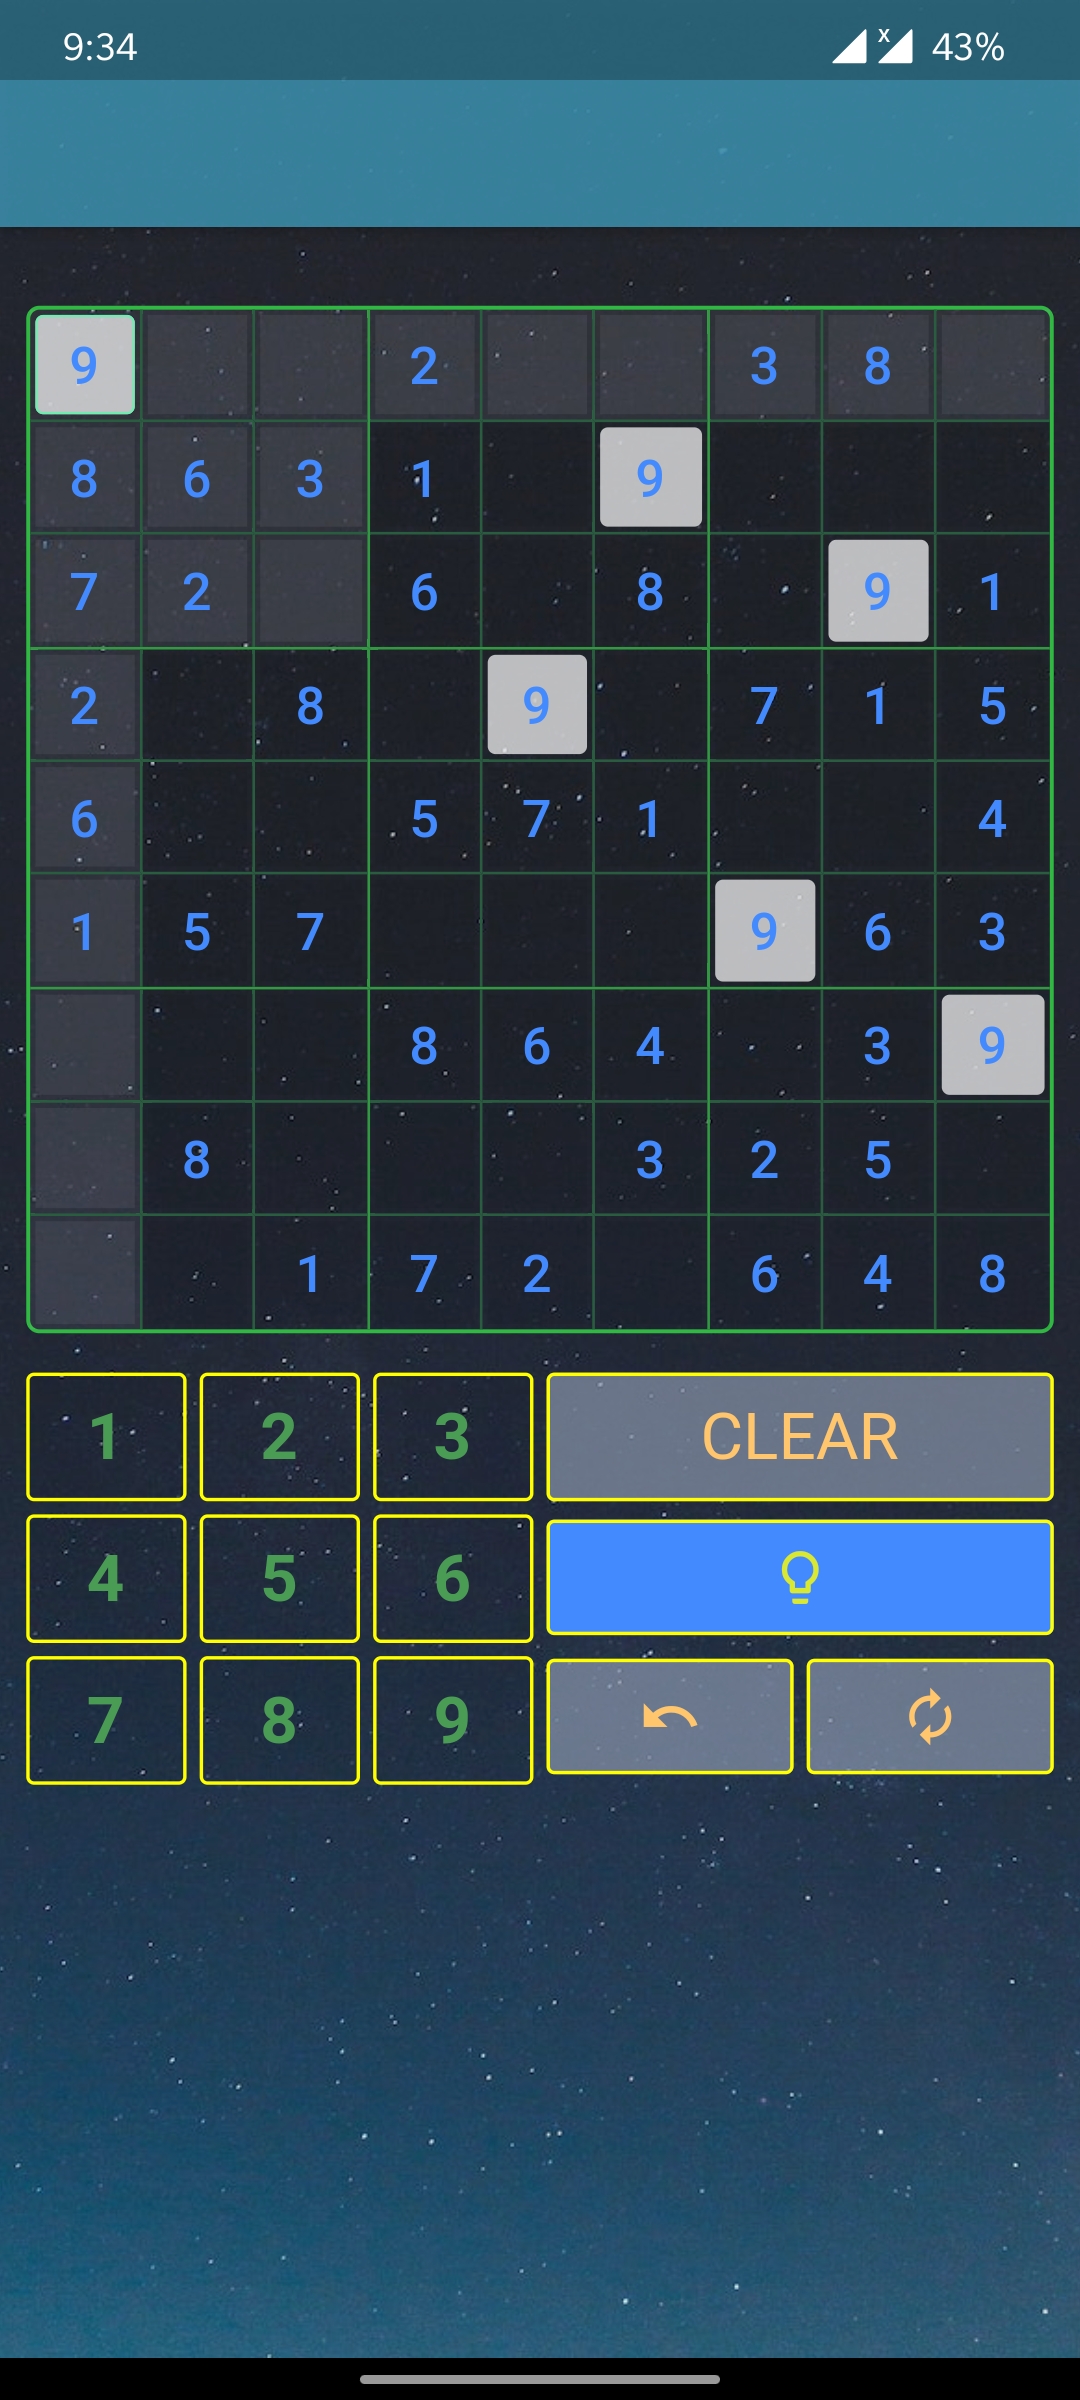 9:34 x 43%
9 2 3 8
8 6 3 1 9
7 2 6 8 9 1
2 8 9 7 1 5
6 5 7 1 4
1 5 7 9 6 3
8 6 4 3 9
8 3 2 5
1 7 2 6 4 8
1 2 3 CLEAR
4 5 6
7 8 9